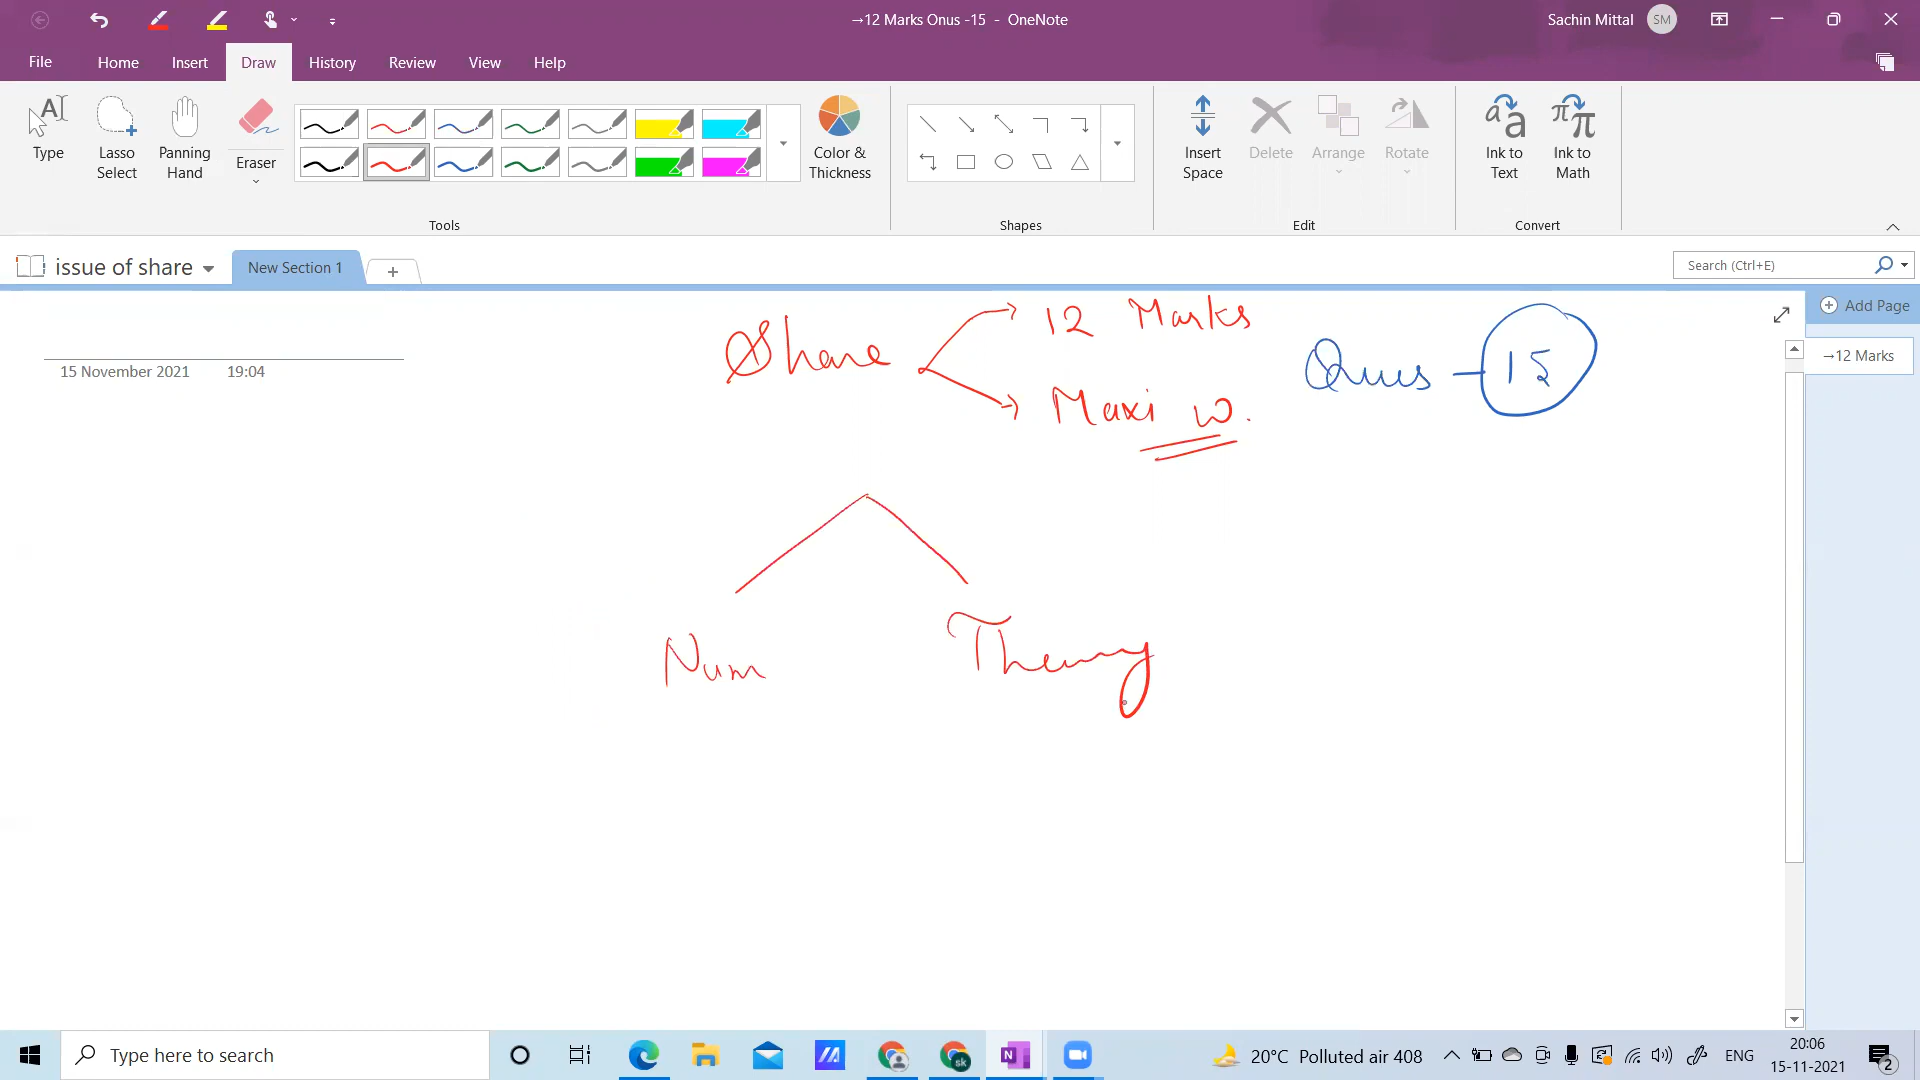 →12 Marks Onus -15 - OneNote
Sachin Mittal SM
File Home Insert Draw History Review View Help
Type
Lasso Select
Panning Hand
Eraser
Color & Thickness
Insert Space
Delete
Arrange
Rotate
Ink to Text
Ink to Math
Tools
Shapes
Edit
Convert
issue of share
New Section 1
Search (Ctrl+E)
Add Page
→12 Marks
15 November 2021 19:04
Share
12 Marks
Maxi w.
Quus - 15
Num
Theory
Type here to search
20°C Polluted air 408
ENG
20:06
15-11-2021
2